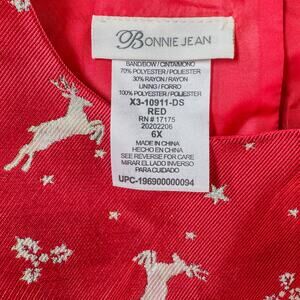 BONNIE JEAN
BAND/BOW / CINTA/MONO
70% POLYESTER / POLIESTER
30% RAYON / RAYON
LINING / FORRO
100% POLYESTER / POLIESTER
X3-10911-DS
RED
RN # 17175
20202206
6X
MADE IN CHINA
HECHO EN CHINA
SEE REVERSE FOR CARE
MIRAR EL LADO INVERSO
PARA CUIDADO
UPC-196900000094